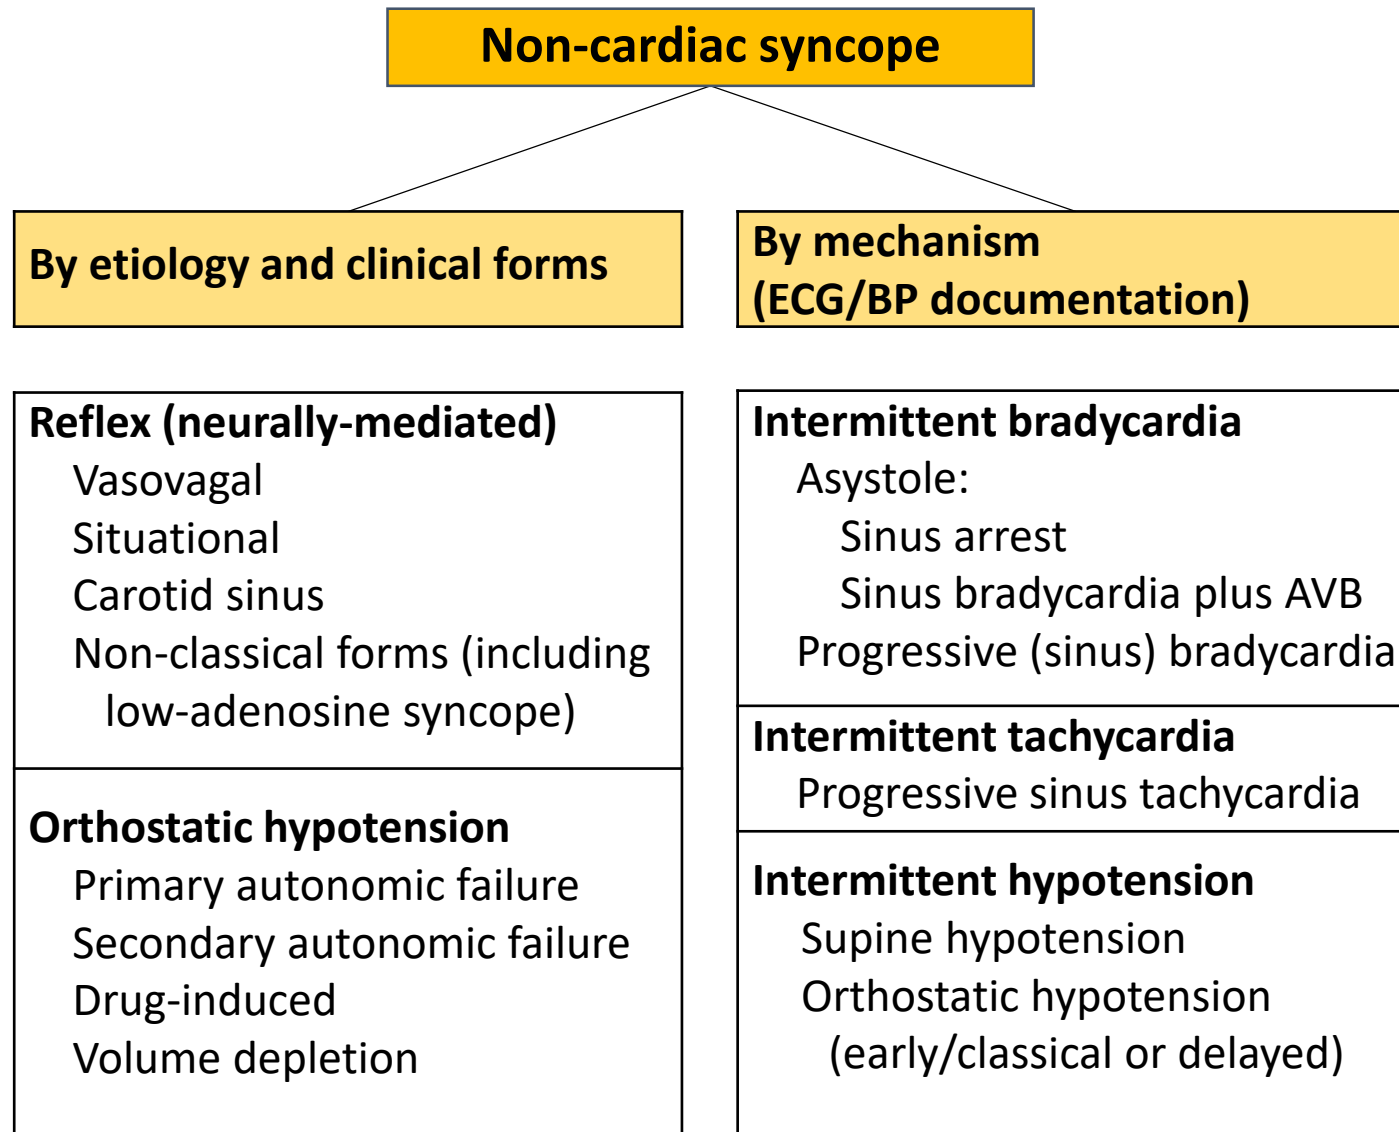 Non-cardiac syncope
By etiology and clinical forms
Reflex (neurally-mediated)
Vasovagal
Situational
Carotid sinus
Non-classical forms (including
low-adenosine syncope)
Orthostatic hypotension
Primary autonomic failure
Secondary autonomic failure
Drug-induced
Volume depletion
By mechanism
(ECG/BP documentation)
Intermittent bradycardia
Asystole:
Sinus arrest
Sinus bradycardia plus AVB
Progressive (sinus) bradycardia
Intermittent tachycardia
Progressive sinus tachycardia
Intermittent hypotension
Supine hypotension
Orthostatic hypotension
(early/classical or delayed)